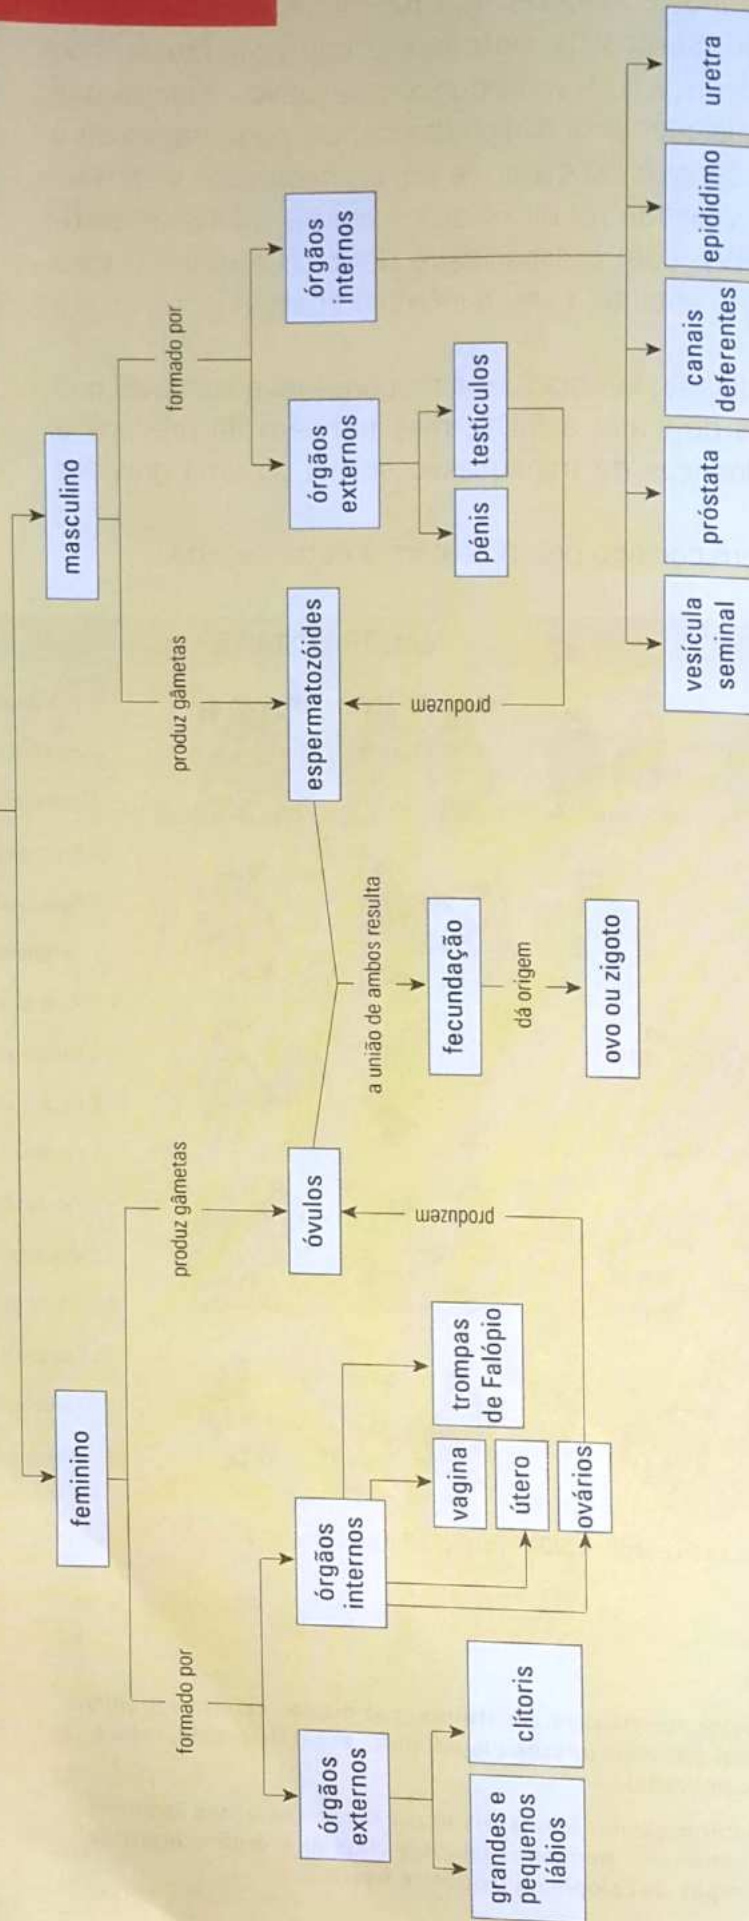 feminino
masculino
formado por
produz gâmetas
produz gâmetas
formado por
órgãos
externos
órgãos
internos
óvulos
espermatozóides
órgãos
externos
órgãos
internos
a união de ambos resulta
grandes e
pequenos
lábios
clítoris
vagina
trompas
de Falópio
útero
ovários
produzem
fecundação
produzem
pénis
testículos
dá origem
ovo ou zigoto
vesícula
seminal
próstata
canais
deferentes
epidídimo
uretra